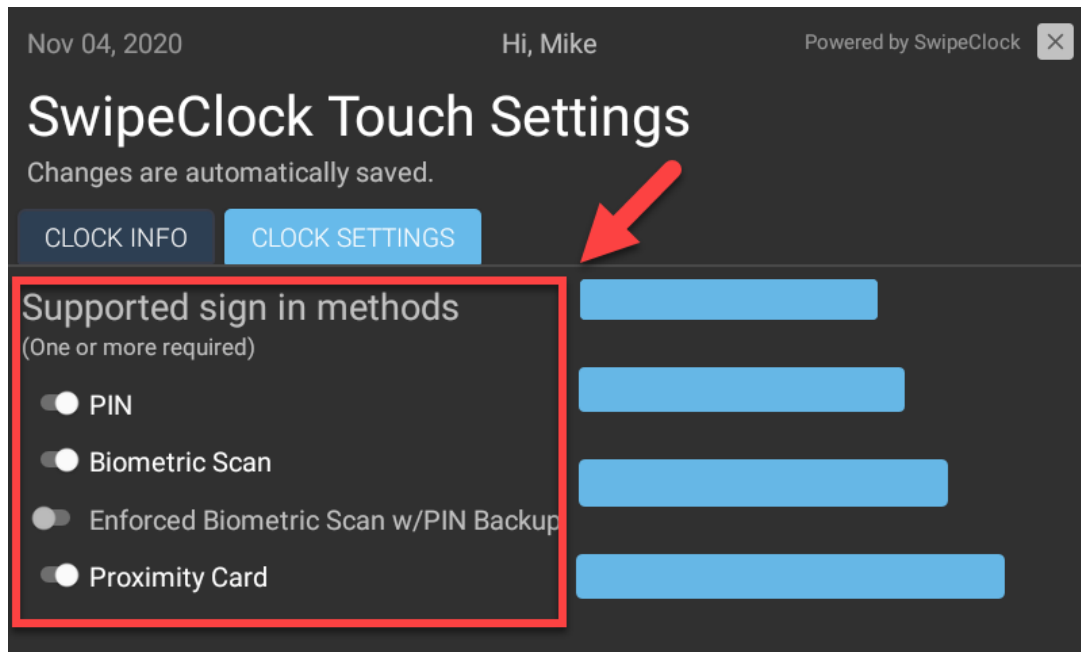 Nov 04, 2020 Hi, Mike Powered by SwipeClock
SwipeClock Touch Settings
Changes are automatically saved.
CLOCK INFO CLOCK SETTINGS
Supported sign in methods
(One or more required)
PIN
Biometric Scan
Enforced Biometric Scan w/PIN Backup
Proximity Card